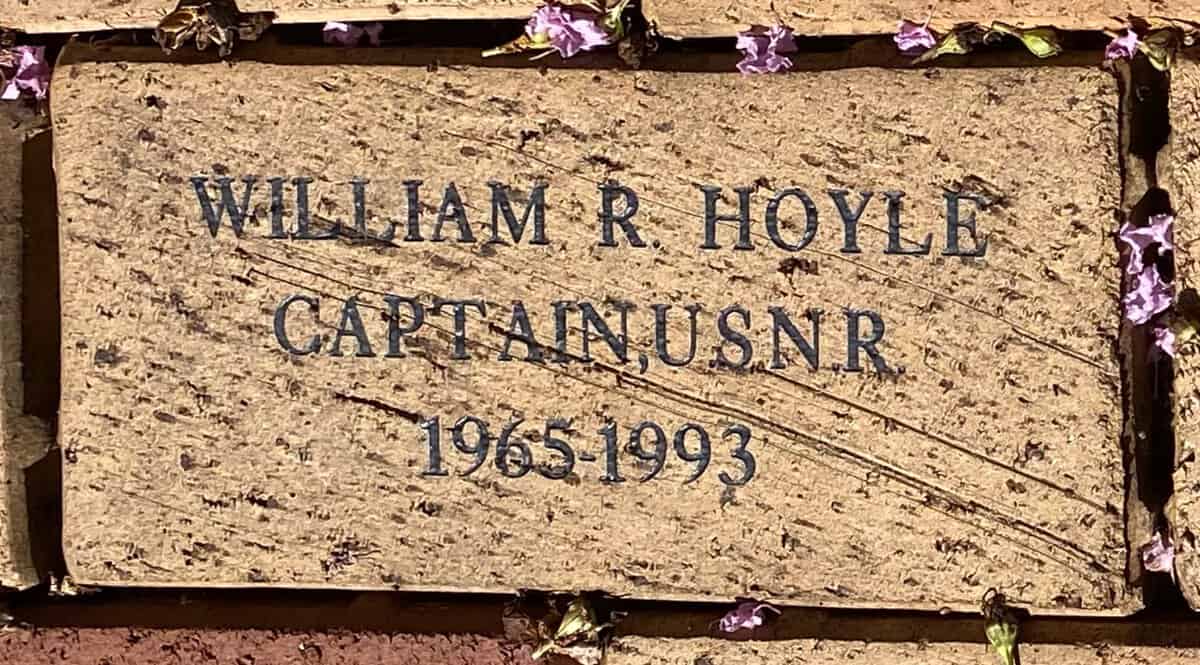 WILLIAM R. HOYLE
CAPTAIN,U.S.N.R.
1965-1993